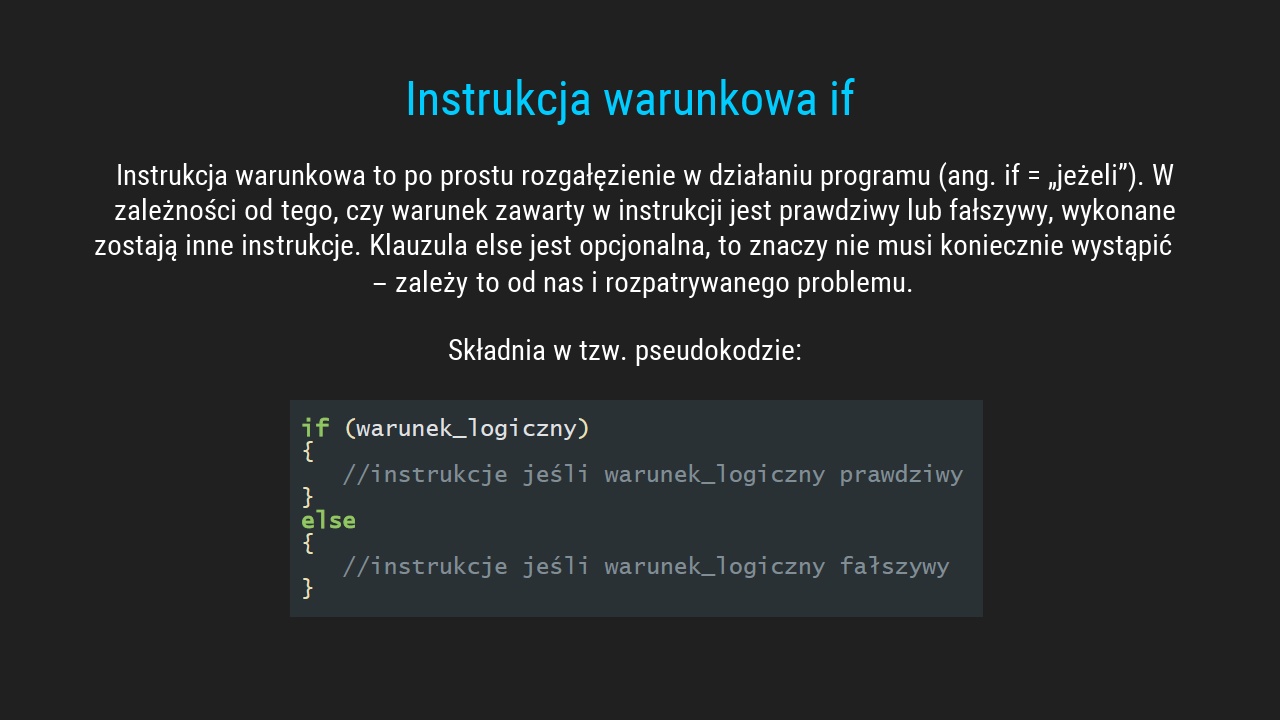 Instrukcja warunkowa if
Instrukcja warunkowa to po prostu rozgałęzienie w działaniu programu (ang. if = „jeżeli”). W
zależności od tego, czy warunek zawarty w instrukcji jest prawdziwy lub fałszywy, wykonane
zostają inne instrukcje. Klauzula else jest opcjonalna, to znaczy nie musi koniecznie wystąpić
– zależy to od nas i rozpatrywanego problemu.
Składnia w tzw. pseudokodzie:
if (warunek_logiczny)
{
//instrukcje jeśli warunek_logiczny prawdziwy
}
else
{
//instrukcje jeśli warunek_logiczny fałszywy
}